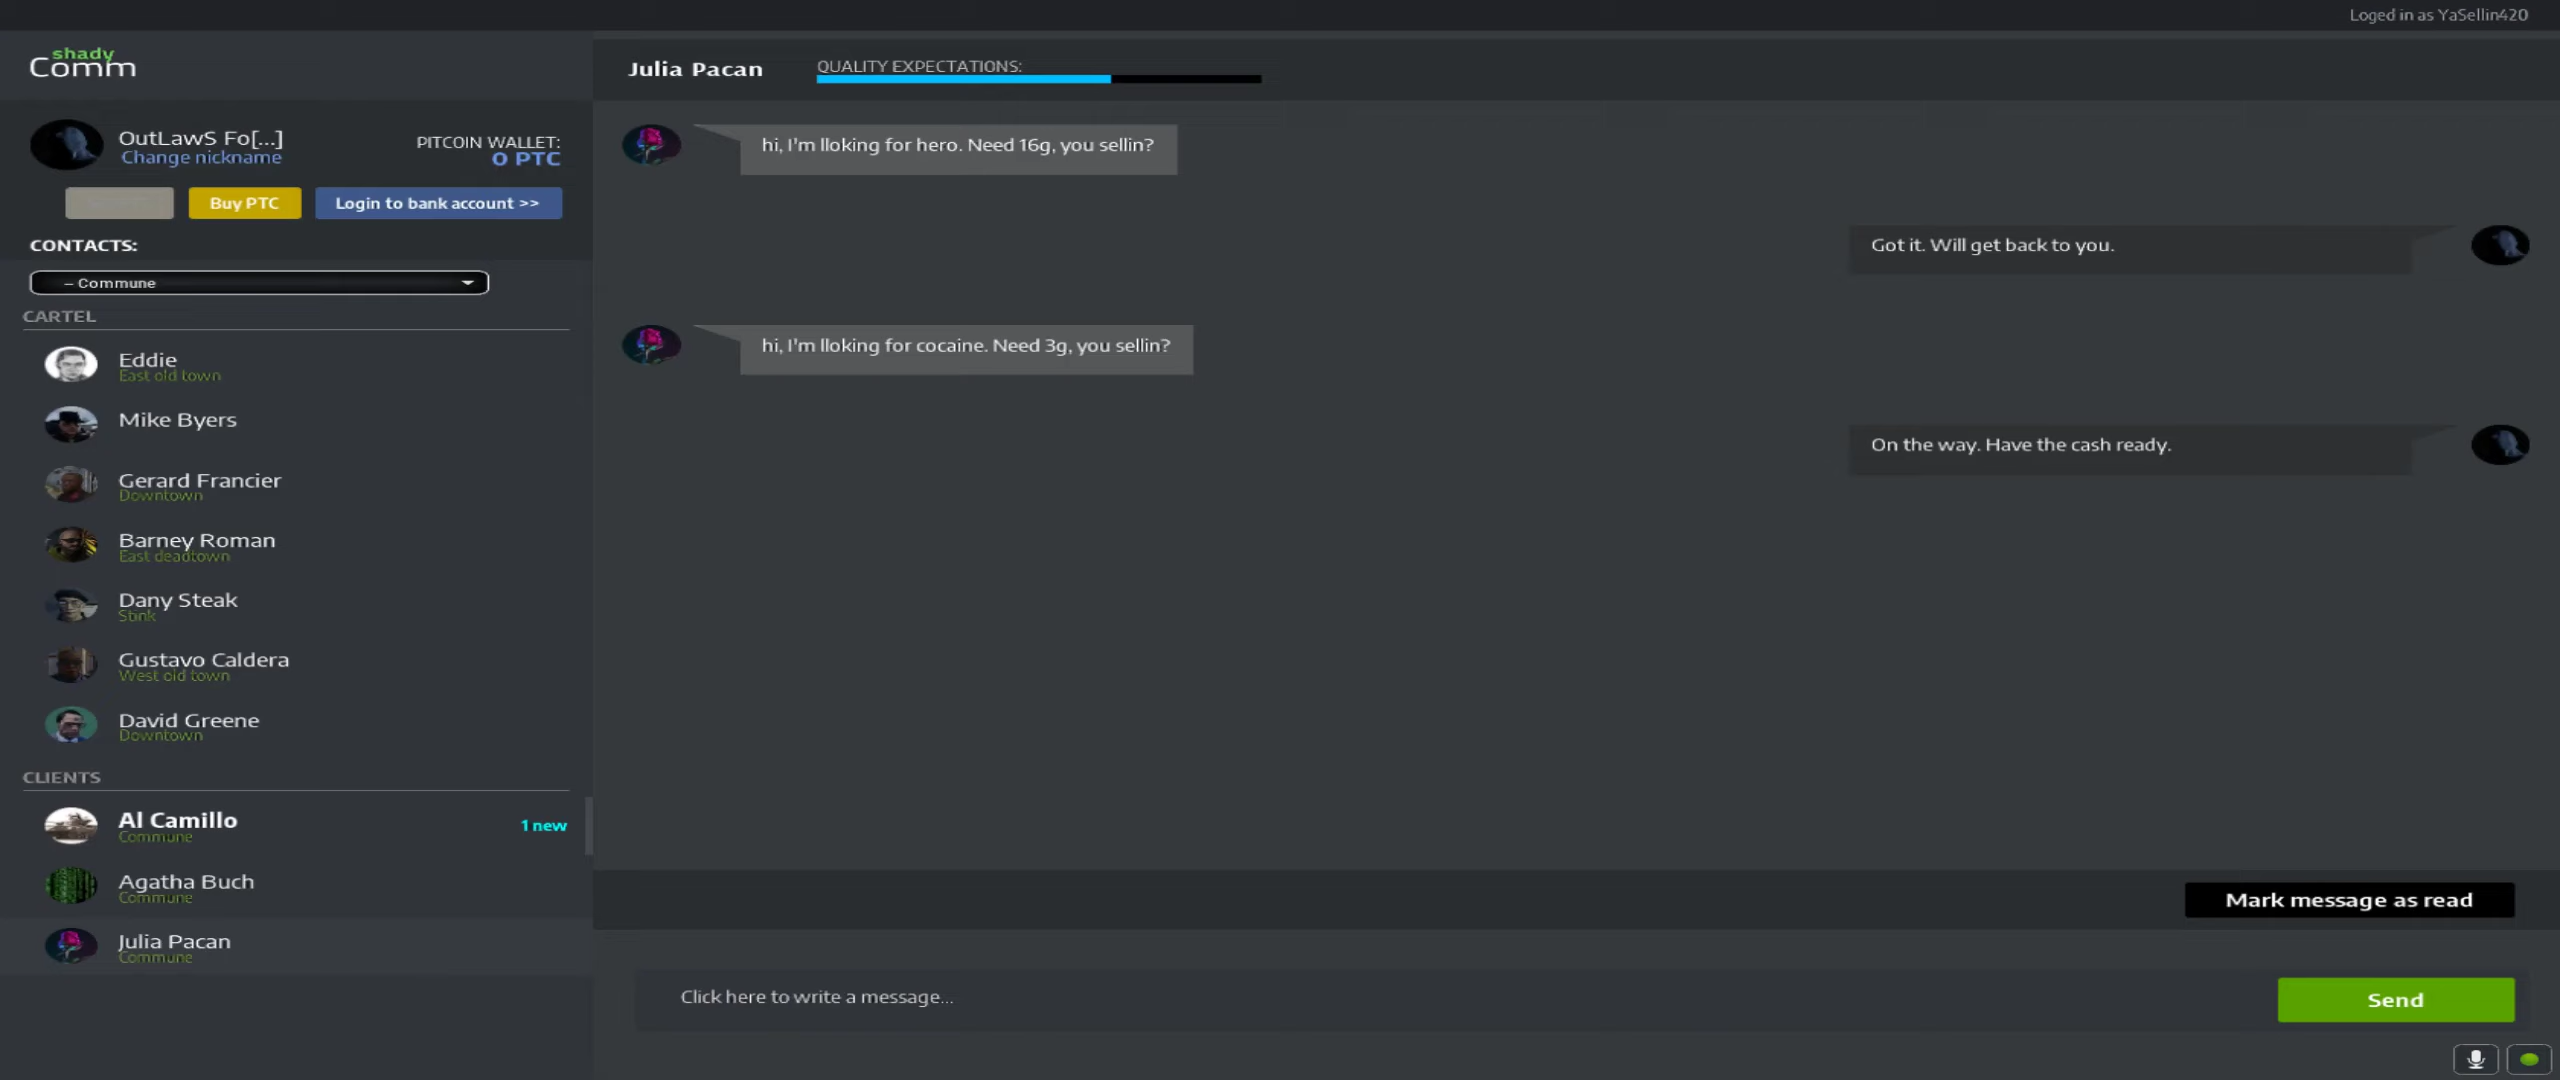 Loged in as YaSellin420
shady
Comm
OutLawS Fo[...]
Change nickname
PITCOIN WALLET:
0 PTC
Buy PTC
Login to bank account >>
CONTACTS:
– Commune
CARTEL
Eddie
East old town
Mike Byers
Gerard Francier
Downtown
Barney Roman
East deadtown
Dany Steak
Stink
Gustavo Caldera
West old town
David Greene
Downtown
CLIENTS
Al Camillo
Commune
1 new
Agatha Buch
Commune
Julia Pacan
Commune
Julia Pacan
QUALITY EXPECTATIONS:
hi, I'm lloking for hero. Need 16g, you sellin?
Got it. Will get back to you.
hi, I'm lloking for cocaine. Need 3g, you sellin?
On the way. Have the cash ready.
Mark message as read
Click here to write a message...
Send